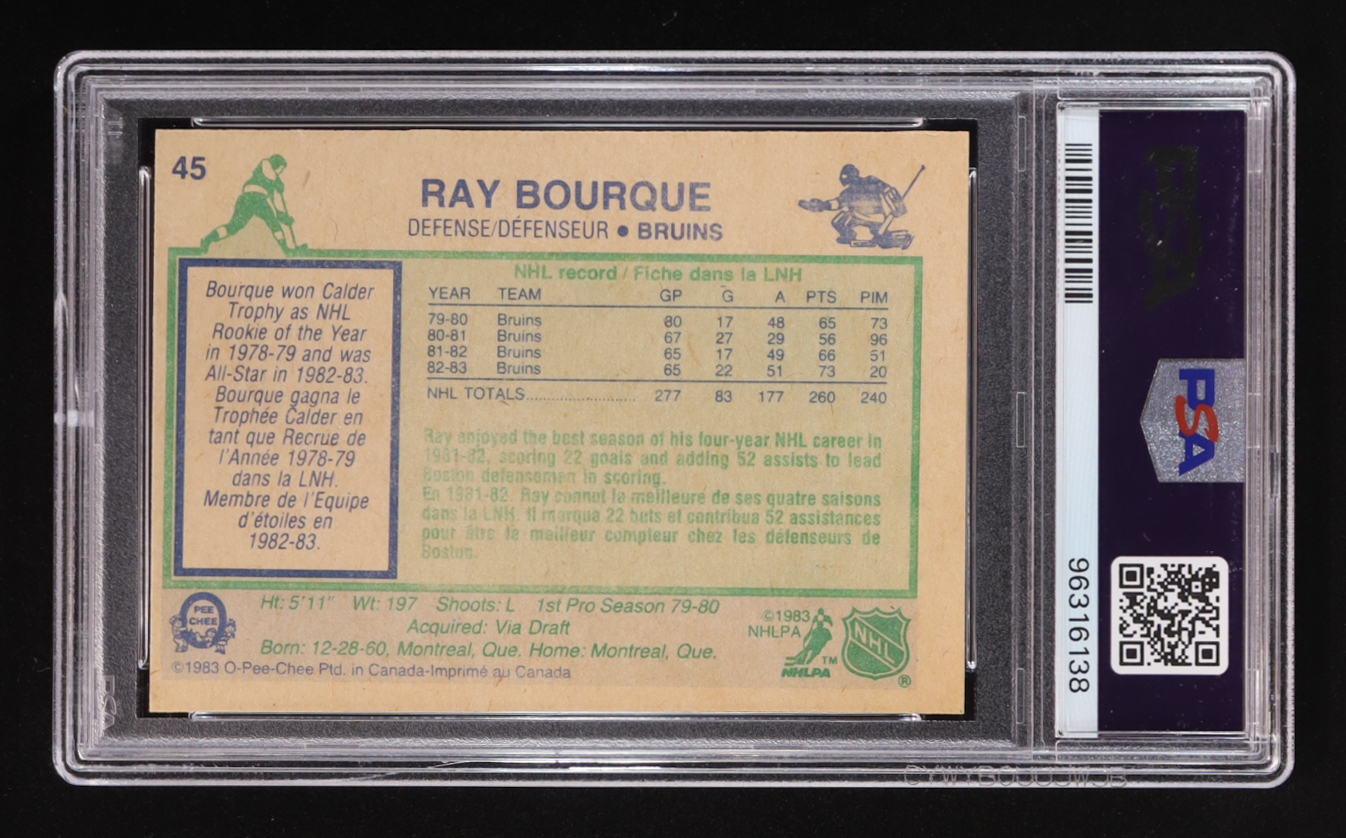 45
RAY BOURQUE
DEFENSE/DÉFENSEUR • BRUINS
Bourque won Calder
Trophy as NHL
Rookie of the Year
in 1978-79 and was
All-Star in 1982-83.
Bourque gagna le
Trophée Calder en
tant que Recrue de
l'Année 1978-79
dans la LNH.
Membre de l'Equipe
d'étoiles en
1982-83.
NHL record / Fiche dans la LNH
YEAR TEAM GP G A PTS PIM
79-80 Bruins 80 17 48 65 73
80-81 Bruins 67 27 29 56 96
81-82 Bruins 65 17 49 66 51
82-83 Bruins 65 22 51 73 20
NHL TOTALS 277 83 177 260 240
Ray enjoyed the best season of his four-year NHL career in
1981-82, scoring 22 goals and adding 52 assists to lead
Boston defensemen in scoring.
En 1981-82, Ray connut la meilleure de ses quatre saisons
dans la LNH. Il marqua 22 buts et contribua 52 assistances
pour être le meilleur compteur chez les défenseurs de
Boston.
PEE
CHEE
Ht: 5'11" Wt: 197 Shoots: L 1st Pro Season 79-80
Acquired: Via Draft
Born: 12-28-60, Montreal, Que. Home: Montreal, Que.
©1983 O-Pee-Chee Ptd. in Canada-Imprimé au Canada
©1983
NHLPA
TM
NHLPA
NHL
®
PSA
PSA
96316138